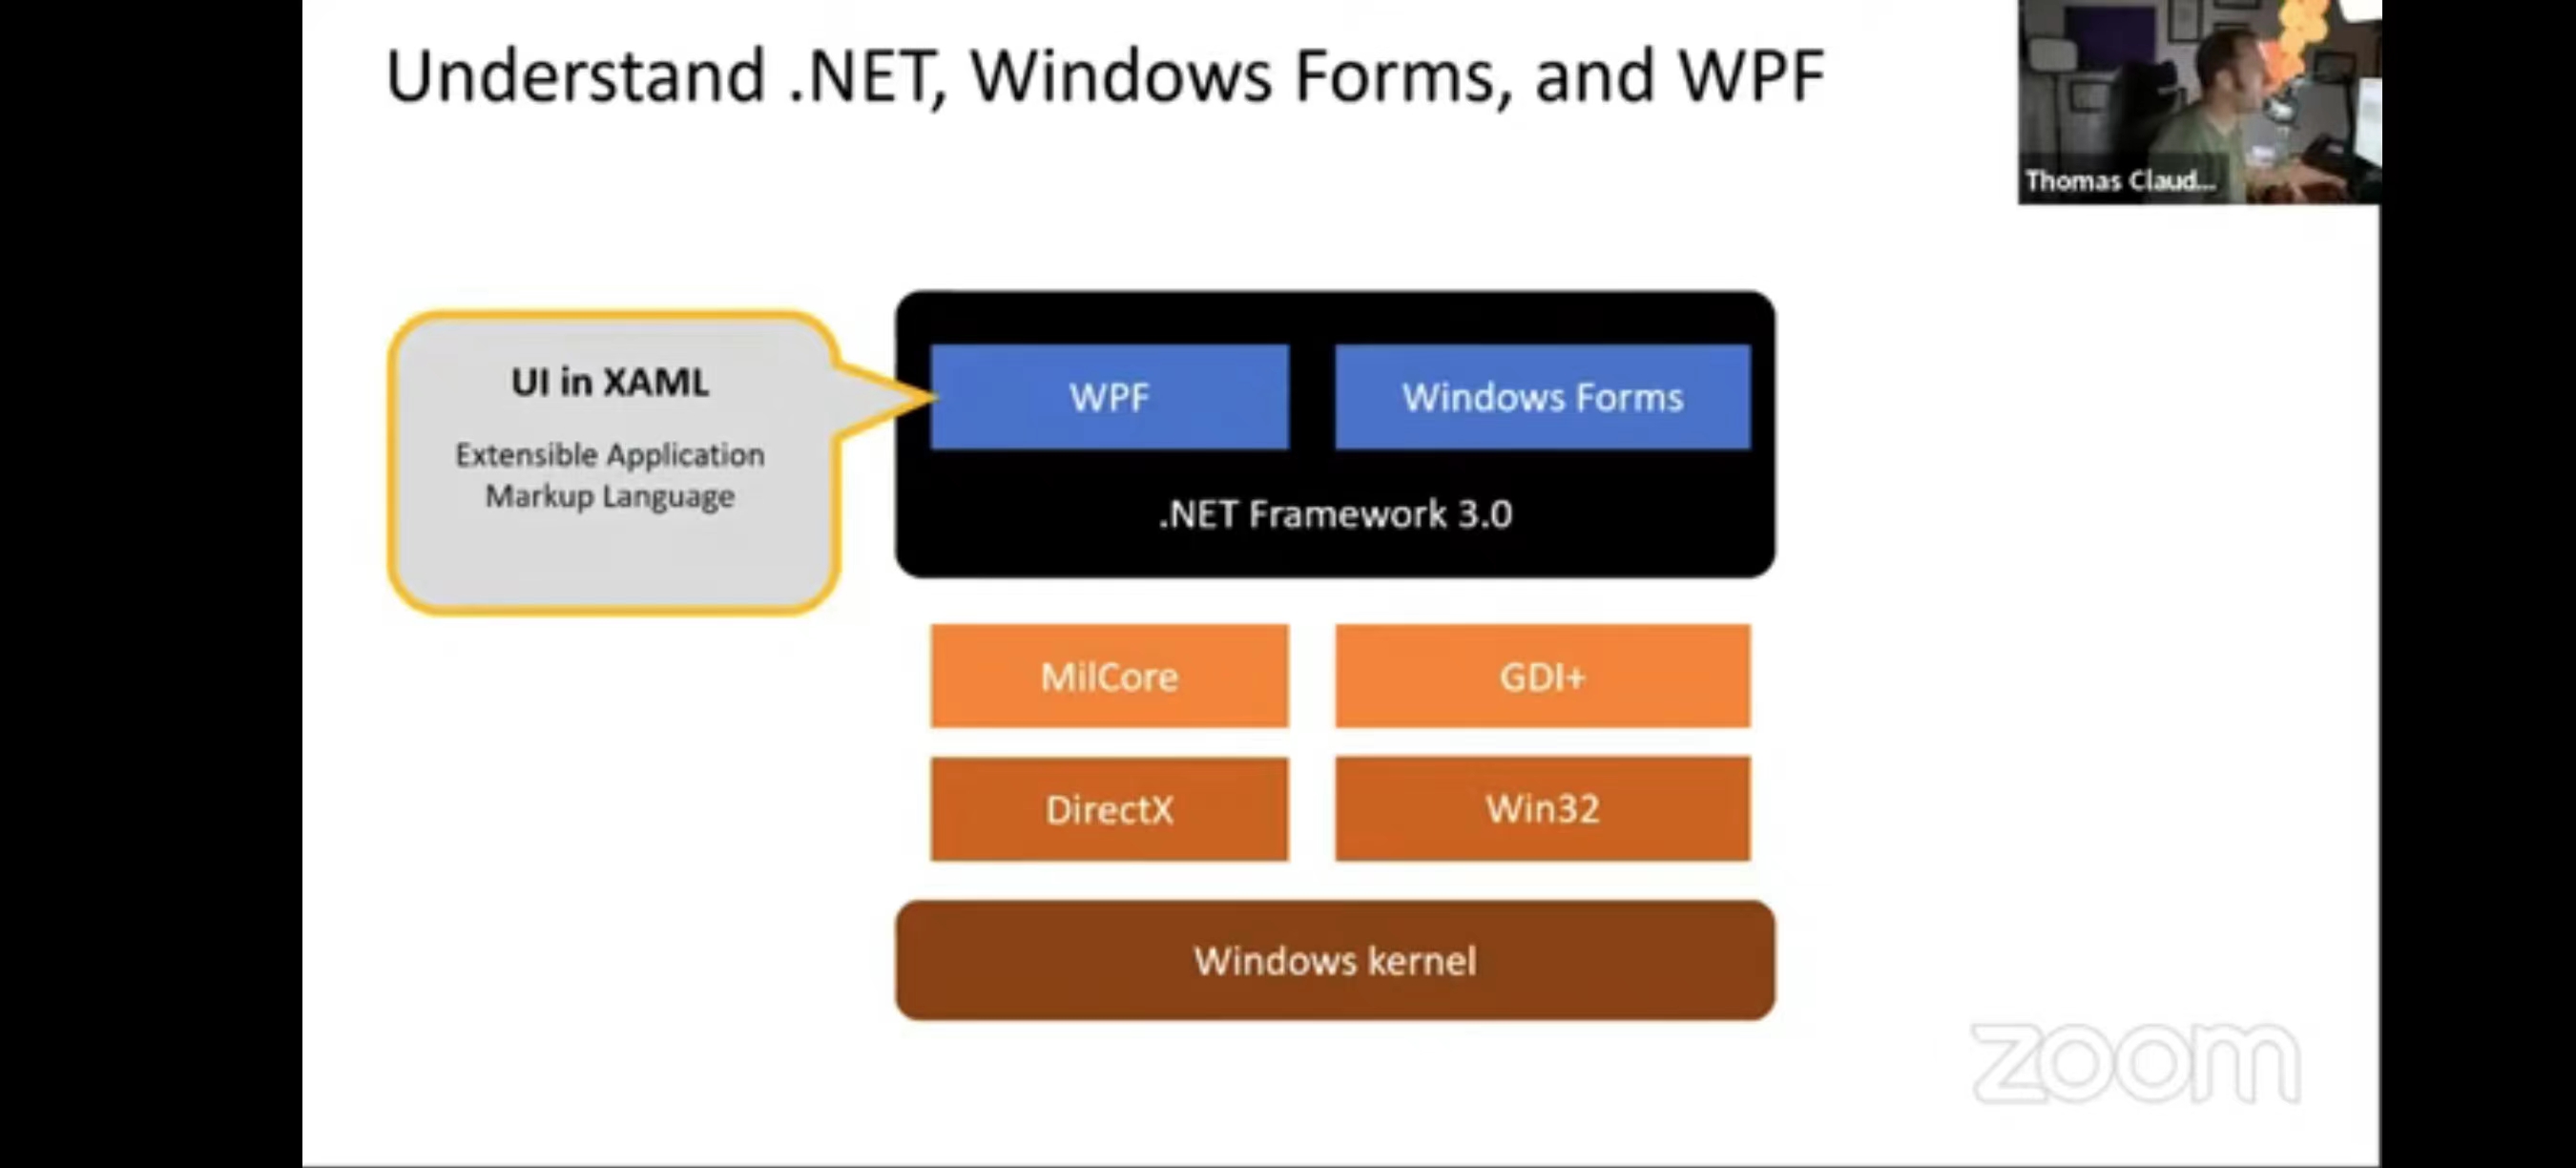 Understand .NET, Windows Forms, and WPF
Thomas Claud...
UI in XAML
Extensible Application
Markup Language
WPF
Windows Forms
.NET Framework 3.0
MilCore
GDI+
DirectX
Win32
Windows kernel
zoom